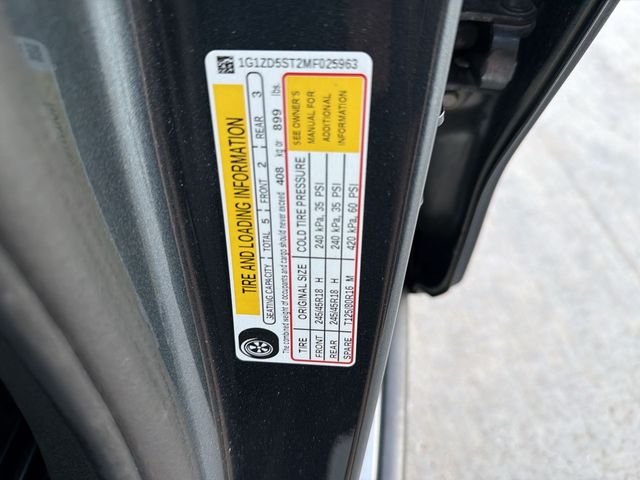 1G1ZD5ST2MF025963
TIRE AND LOADING INFORMATION
SEATING CAPACITY TOTAL 5 FRONT 2 REAR 3
The combined weight of occupants and cargo should never exceed 408 kg or 899 lbs.
TIRE ORIGINAL SIZE COLD TIRE PRESSURE
FRONT 245/45R18 H 240 kPa, 35 PSI
REAR 245/45R18 H 240 kPa, 35 PSI
SPARE T125/80R16 M 420 kPa, 60 PSI
SEE OWNER'S
MANUAL FOR
ADDITIONAL
INFORMATION